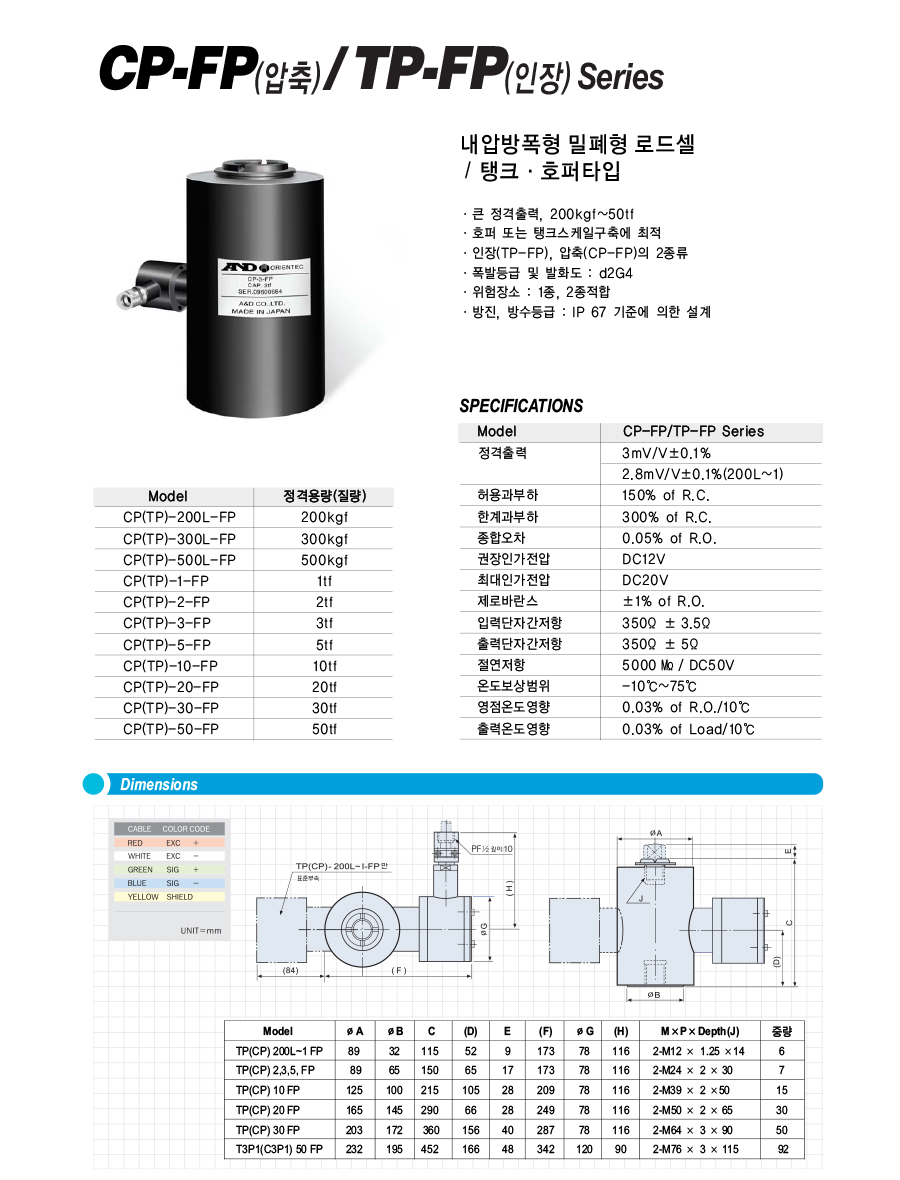 CP-FP(압축) / TP-FP(인장) Series
내압방폭형 밀폐형 로드셀
/ 탱크 · 호퍼타입
· 큰 정격출력, 200kgf~50tf
· 호퍼 또는 탱크스케일구축에 최적
· 인장(TP-FP), 압축(CP-FP)의 2종류
· 폭발등급 및 발화도 : d2G4
· 위험장소 : 1종, 2종적합
· 방진, 방수등급 : IP 67 기준에 의한 설계
AND ORIENTEC
CP-3-FP
CAP. 3tf
SER.09600684
A&D CO.,LTD.
MADE IN JAPAN
Model 정격용량(질량)
CP(TP)-200L-FP 200kgf
CP(TP)-300L-FP 300kgf
CP(TP)-500L-FP 500kgf
CP(TP)-1-FP 1tf
CP(TP)-2-FP 2tf
CP(TP)-3-FP 3tf
CP(TP)-5-FP 5tf
CP(TP)-10-FP 10tf
CP(TP)-20-FP 20tf
CP(TP)-30-FP 30tf
CP(TP)-50-FP 50tf
SPECIFICATIONS
Model CP-FP/TP-FP Series
정격출력 3mV/V±0.1%
2.8mV/V±0.1%(200L~1)
허용과부하 150% of R.C.
한계과부하 300% of R.C.
종합오차 0.05% of R.O.
권장인가전압 DC12V
최대인가전압 DC20V
제로바란스 ±1% of R.O.
입력단자간저항 350Ω ± 3.5Ω
출력단자간저항 350Ω ± 5Ω
절연저항 5000 ㏁ / DC50V
온도보상범위 -10℃~75℃
영점온도영향 0.03% of R.O./10℃
출력온도영향 0.03% of Load/10℃
Dimensions
CABLE COLOR CODE
RED EXC +
WHITE EXC −
GREEN SIG +
BLUE SIG −
YELLOW SHIELD
UNIT=mm
TP(CP)- 200L~I-FP 만
표준부속
PF½ 깊이:10
(H)
øG
(84)
(F)
øA
E
J
C
(D)
øB
Model ø A ø B C (D) E (F) ø G (H) M×P×Depth(J) 중량
TP(CP) 200L~1 FP 89 32 115 52 9 173 78 116 2-M12 × 1.25 ×14 6
TP(CP) 2,3,5, FP 89 65 150 65 17 173 78 116 2-M24 × 2 × 30 7
TP(CP) 10 FP 125 100 215 105 28 209 78 116 2-M39 × 2 ×50 15
TP(CP) 20 FP 165 145 290 66 28 249 78 116 2-M50 × 2 × 65 30
TP(CP) 30 FP 203 172 360 156 40 287 78 116 2-M64 × 3 × 90 50
T3P1(C3P1) 50 FP 232 195 452 166 48 342 120 90 2-M76 × 3 × 115 92